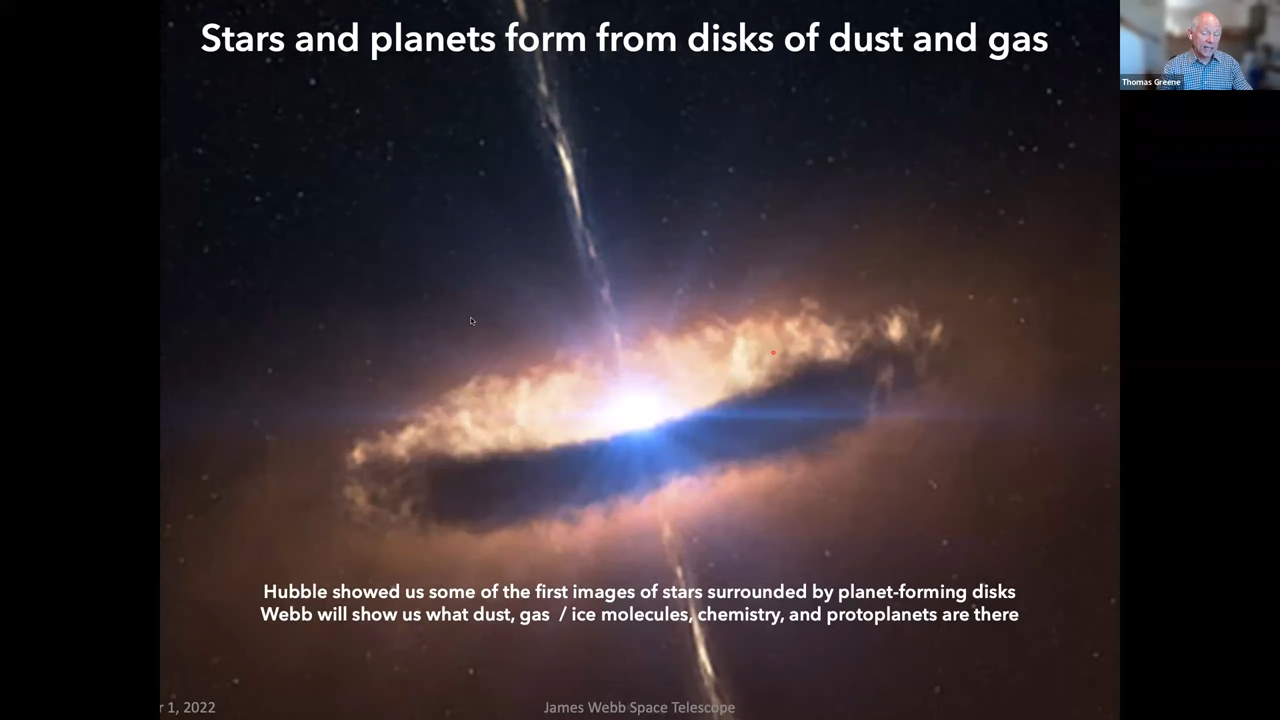 Stars and planets form from disks of dust and gas
Thomas Greene
Hubble showed us some of the first images of stars surrounded by planet-forming disks
Webb will show us what dust, gas / ice molecules, chemistry, and protoplanets are there
r 1, 2022
James Webb Space Telescope